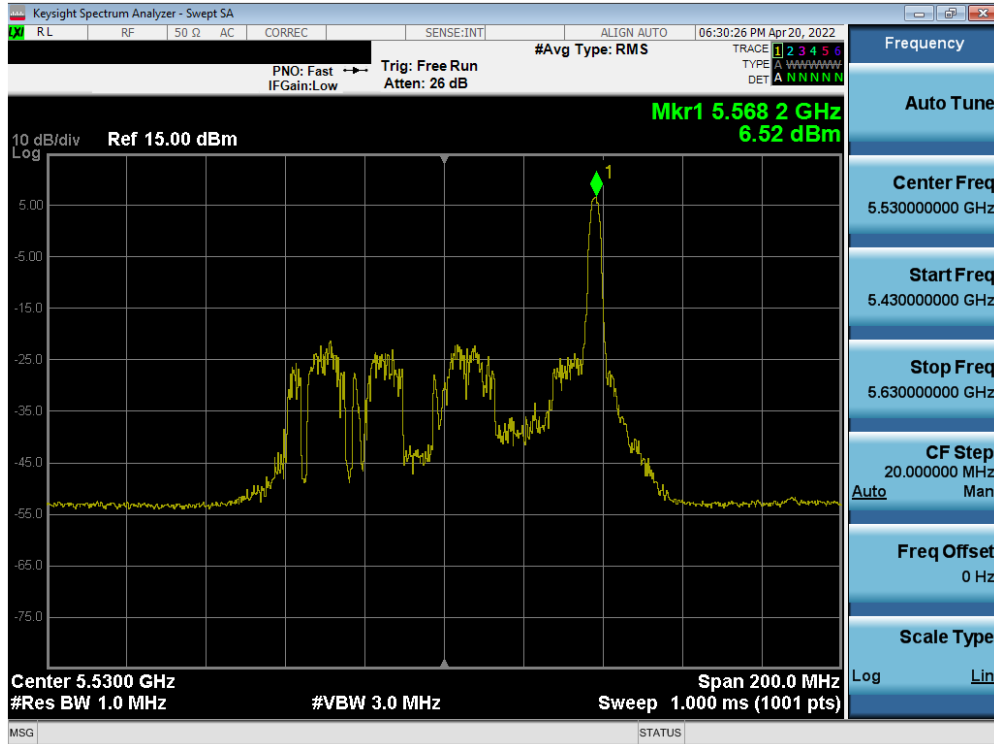 Keysight Spectrum Analyzer - Swept SA
LXI RL RF 50 Ω AC CORREC SENSE:INT ALIGN AUTO 06:30:26 PM Apr 20, 2022
#Avg Type: RMS TRACE 1 2 3 4 5 6
PNO: Fast Trig: Free Run TYPE A WWWWW
IFGain:Low Atten: 26 dB DET A N N N N N
Mkr1 5.568 2 GHz
6.52 dBm
10 dB/div Ref 15.00 dBm
Log
1
5.00
-5.00
-15.0
-25.0
-35.0
-45.0
-55.0
-65.0
-75.0
Center 5.5300 GHz Span 200.0 MHz
#Res BW 1.0 MHz #VBW 3.0 MHz Sweep 1.000 ms (1001 pts)
MSG STATUS
Frequency
Auto Tune
Center Freq
5.530000000 GHz
Start Freq
5.430000000 GHz
Stop Freq
5.630000000 GHz
CF Step
20.000000 MHz
Auto Man
Freq Offset
0 Hz
Scale Type
Log Lin